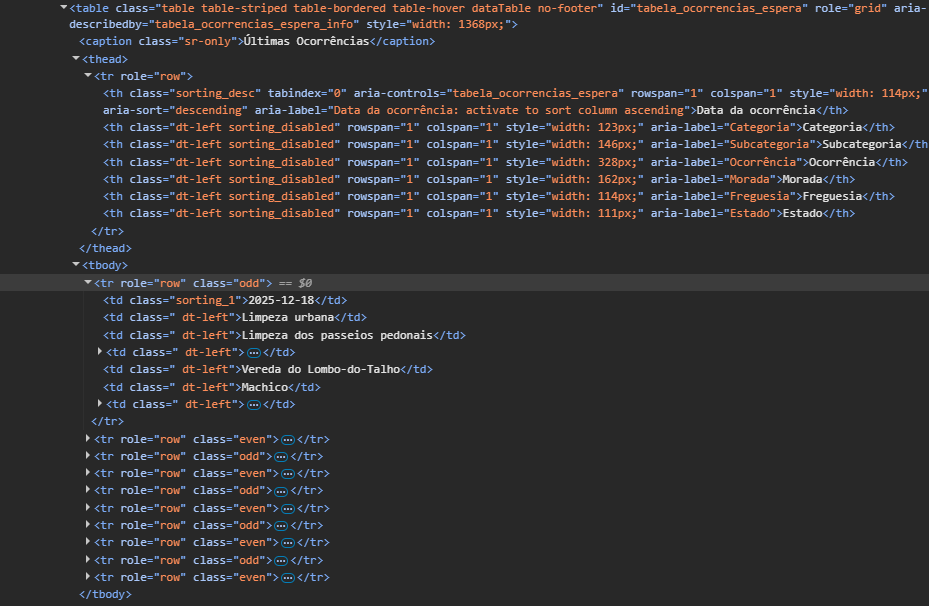 ▼<table class="table table-striped table-bordered table-hover dataTable no-footer" id="tabela_ocorrencias_espera" role="grid" aria-
describedby="tabela_ocorrencias_espera_info" style="width: 1368px;">
<caption class="sr-only">Últimas Ocorrências</caption>
▼<thead>
▼<tr role="row">
<th class="sorting_desc" tabindex="0" aria-controls="tabela_ocorrencias_espera" rowspan="1" colspan="1" style="width: 114px;"
aria-sort="descending" aria-label="Data da ocorrência: activate to sort column ascending">Data da ocorrência</th>
<th class="dt-left sorting_disabled" rowspan="1" colspan="1" style="width: 123px;" aria-label="Categoria">Categoria</th>
<th class="dt-left sorting_disabled" rowspan="1" colspan="1" style="width: 146px;" aria-label="Subcategoria">Subcategoria</th
<th class="dt-left sorting_disabled" rowspan="1" colspan="1" style="width: 328px;" aria-label="Ocorrência">Ocorrência</th>
<th class="dt-left sorting_disabled" rowspan="1" colspan="1" style="width: 162px;" aria-label="Morada">Morada</th>
<th class="dt-left sorting_disabled" rowspan="1" colspan="1" style="width: 114px;" aria-label="Freguesia">Freguesia</th>
<th class="dt-left sorting_disabled" rowspan="1" colspan="1" style="width: 111px;" aria-label="Estado">Estado</th>
</tr>
</thead>
▼<tbody>
▼<tr role="row" class="odd"> == $0
<td class="sorting_1">2025-12-18</td>
<td class=" dt-left">Limpeza urbana</td>
<td class=" dt-left">Limpeza dos passeios pedonais</td>
▶<td class=" dt-left">…</td>
<td class=" dt-left">Vereda do Lombo-do-Talho</td>
<td class=" dt-left">Machico</td>
▶<td class=" dt-left">…</td>
</tr>
▶<tr role="row" class="even">…</tr>
▶<tr role="row" class="odd">…</tr>
▶<tr role="row" class="even">…</tr>
▶<tr role="row" class="odd">…</tr>
▶<tr role="row" class="even">…</tr>
▶<tr role="row" class="odd">…</tr>
▶<tr role="row" class="even">…</tr>
▶<tr role="row" class="odd">…</tr>
▶<tr role="row" class="even">…</tr>
</tbody>